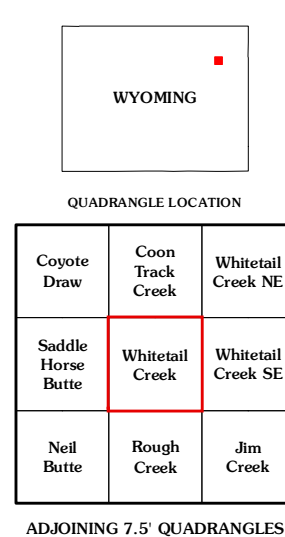 WYOMING
QUADRANGLE LOCATION
Coyote
Draw
Coon
Track
Creek
Whitetail
Creek NE
Saddle
Horse
Butte
Whitetail
Creek
Whitetail
Creek SE
Neil
Butte
Rough
Creek
Jim
Creek
ADJOINING 7.5' QUADRANGLES